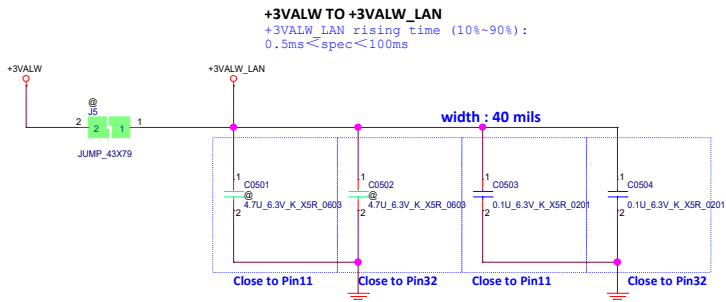 +3VALW TO +3VALW_LAN
+3VALW_LAN rising time (10%~90%):
0.5ms<spec<100ms
+3VALW
+3VALW_LAN
@
J5
2
2
1
1
JUMP_43X79
width : 40 mils
1
C0501
@
4.7U_6.3V_K_X5R_0603
2
1
C0502
@
4.7U_6.3V_K_X5R_0603
2
1
C0503
0.1U_6.3V_K_X5R_0201
2
1
C0504
0.1U_6.3V_K_X5R_0201
2
Close to Pin11
Close to Pin32
Close to Pin11
Close to Pin32